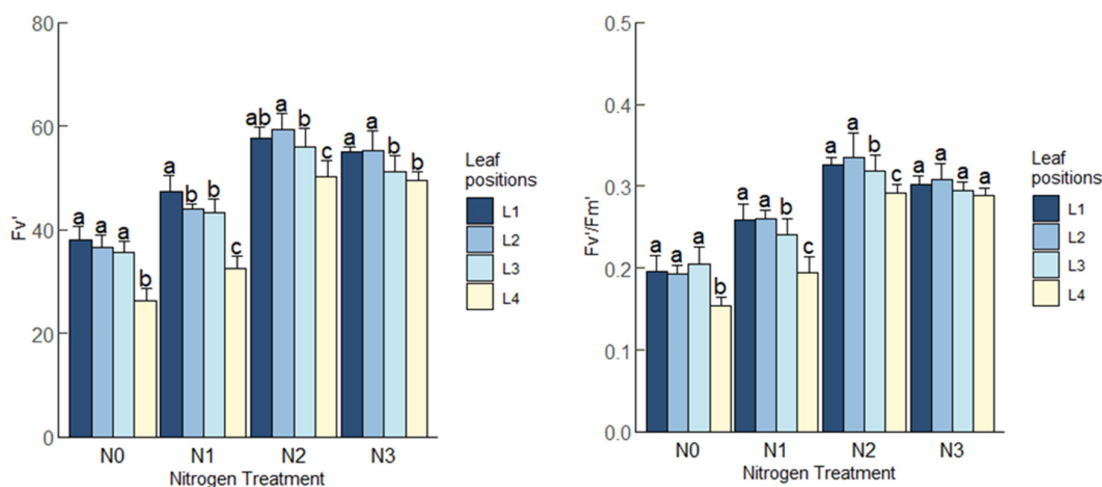 80
60
40
20
0
Fv'
a
a
a
b
a
b
b
c
ab
a
b
c
a
a
b
b
N0
N1
N2
N3
Nitrogen Treatment
Leaf
positions
L1
L2
L3
L4
0.5
0.4
0.3
0.2
0.1
0.0
Fv'/Fm'
a
a
a
b
a
a
b
c
a
a
b
c
a
a
a
a
N0
N1
N2
N3
Nitrogen Treatment
Leaf
positions
L1
L2
L3
L4